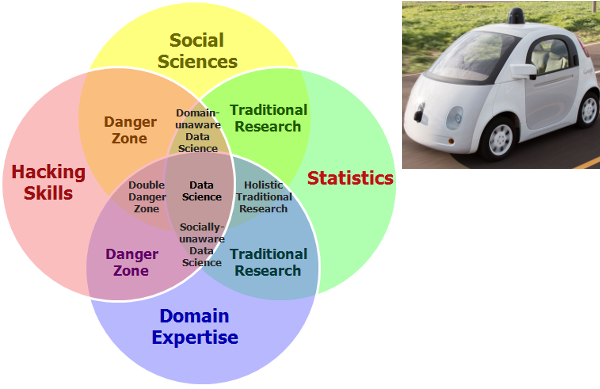 Social
Sciences
Danger
Zone
Domain-
unaware
Data
Science
Traditional
Research
Hacking
Skills
Double
Danger
Zone
Data
Science
Holistic
Traditional
Research
Statistics
Danger
Zone
Socially-
unaware
Data
Science
Traditional
Research
Domain
Expertise